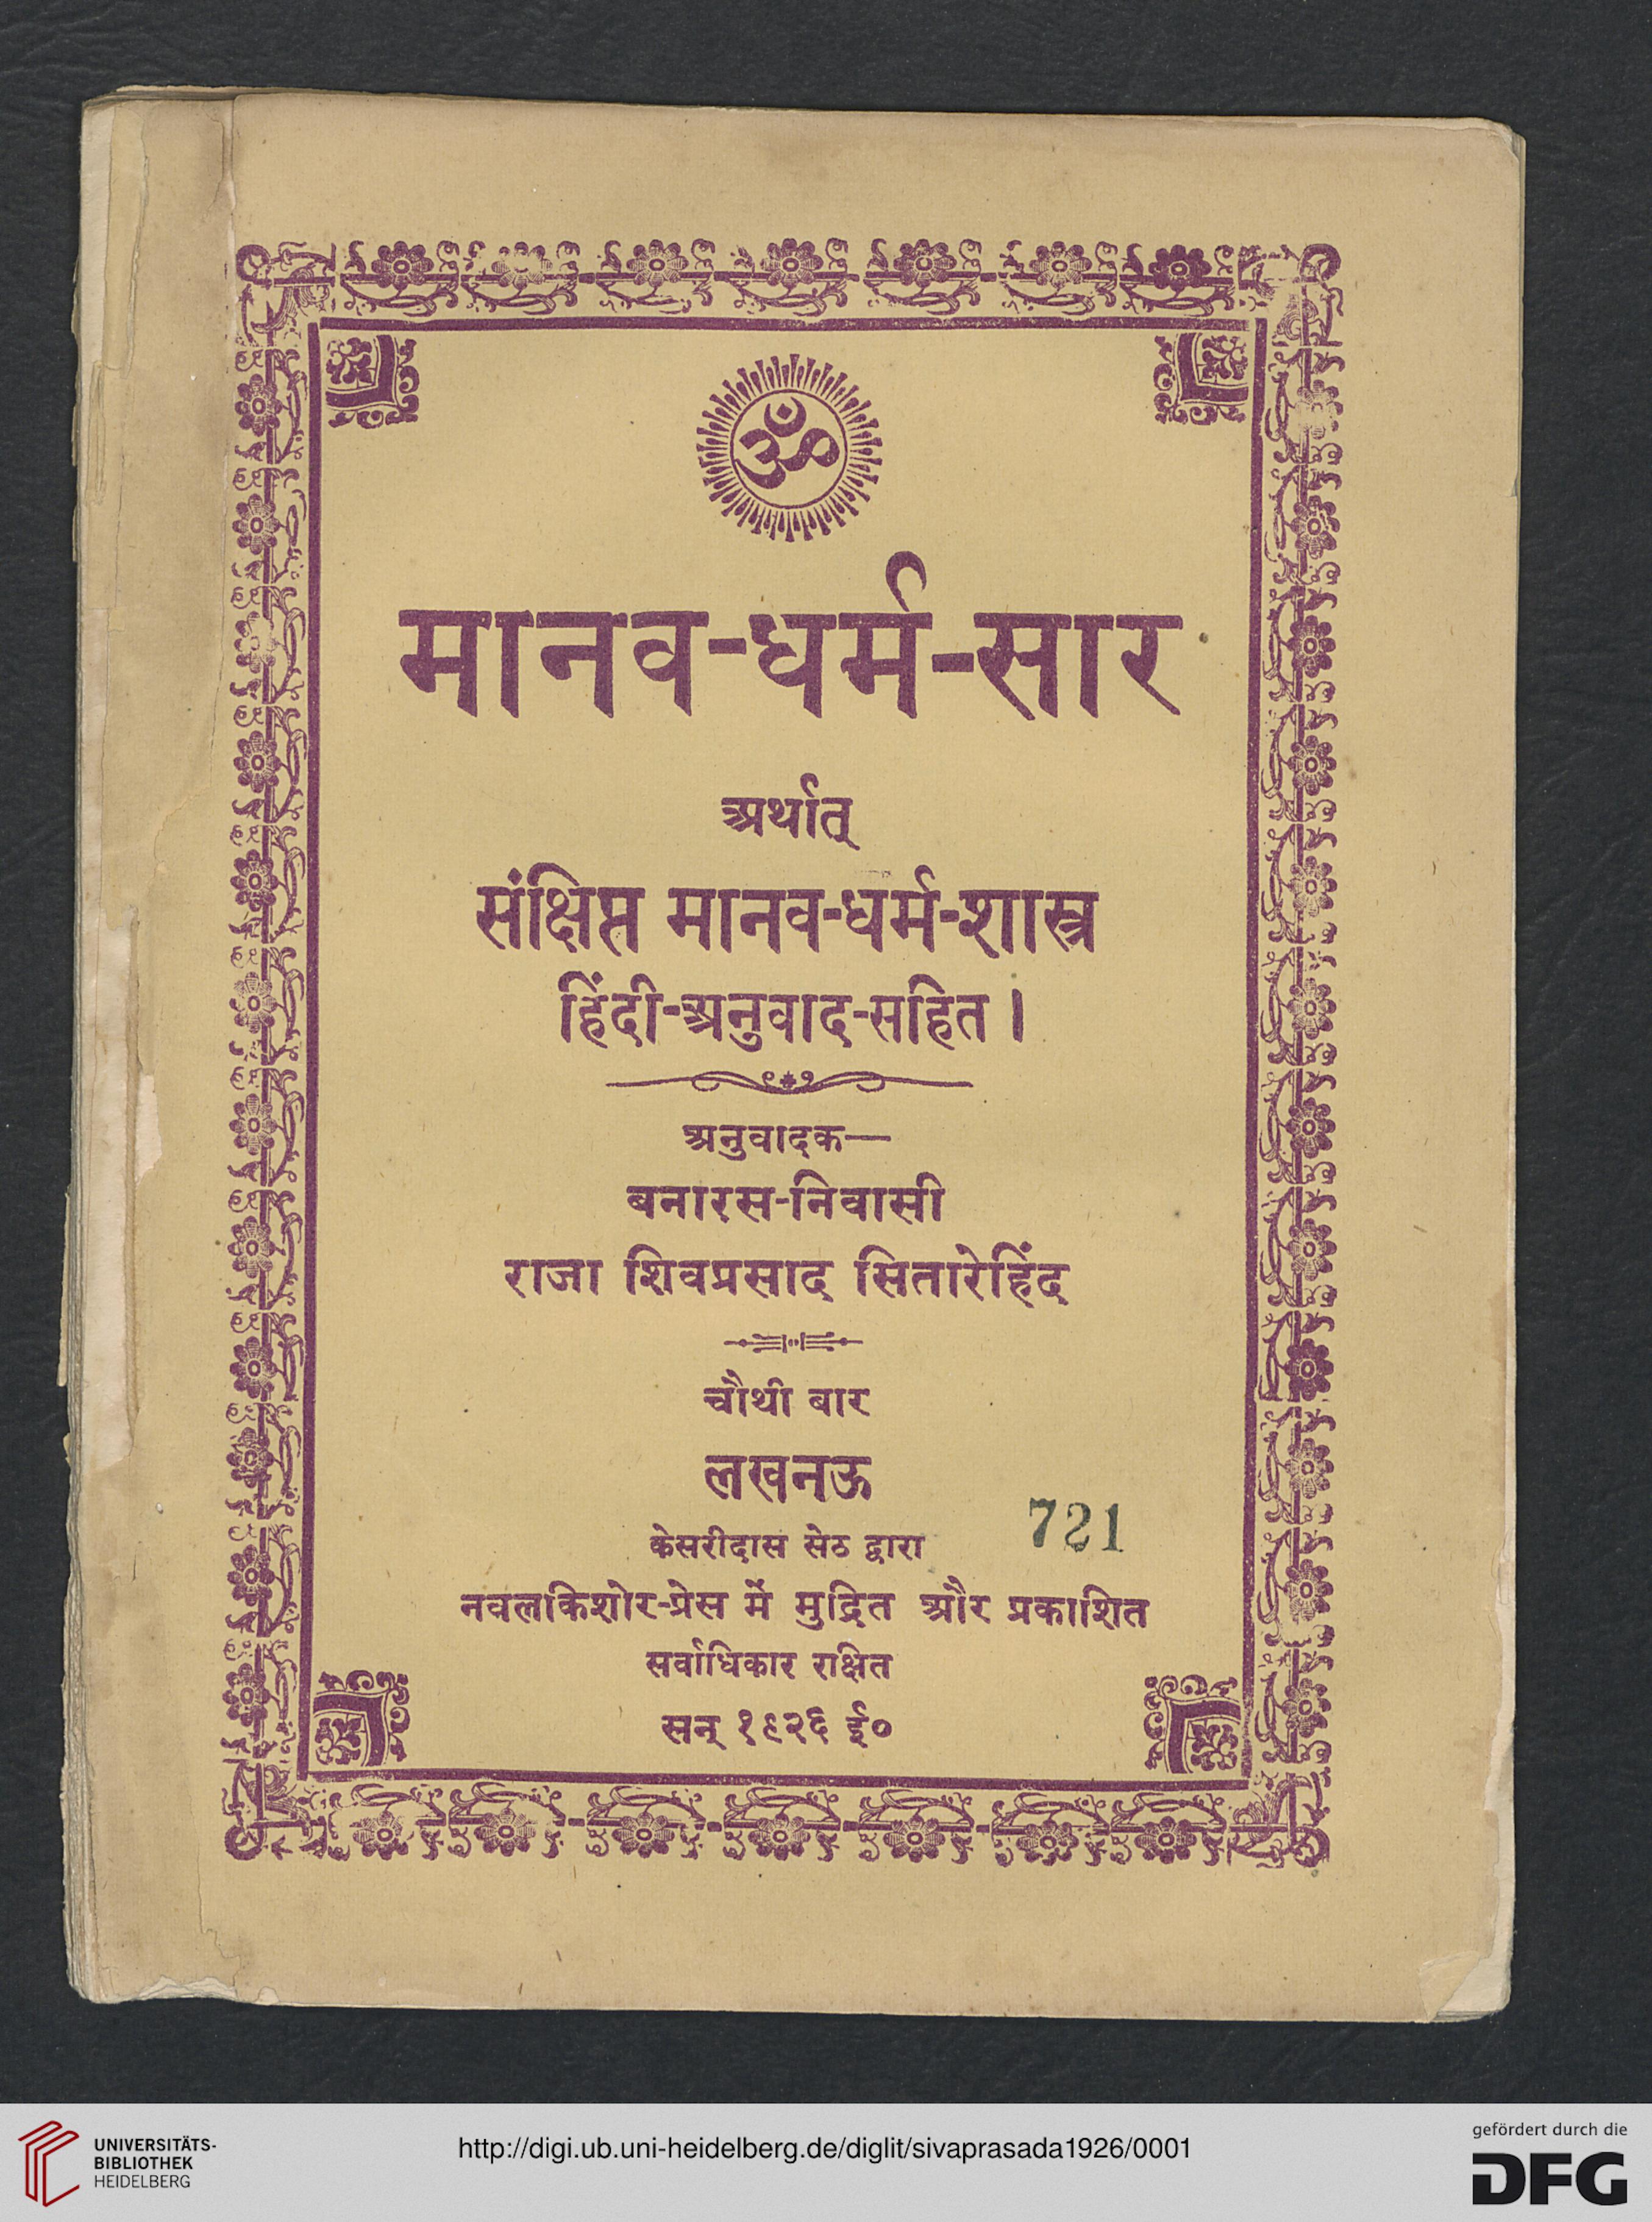 ॐ
मानव-धर्म-सार
अर्थात्
संक्षिप्त मानव-धर्म-शास्त्र
हिंदी-अनुवाद-सहित ।
अनुवादक—
बनारस-निवासी
राजा शिवप्रसाद सितारेहिंद
चौथी बार
लखनऊ
721
केसरीदास सेठ द्वारा
नवलकिशोर-प्रेस में मुद्रित और प्रकाशित
सर्वाधिकार रक्षित
सन् १९२६ ई०
UNIVERSITÄTS-
BIBLIOTHEK
HEIDELBERG
http://digi.ub.uni-heidelberg.de/diglit/sivaprasada1926/0001
gefördert durch die
DFG